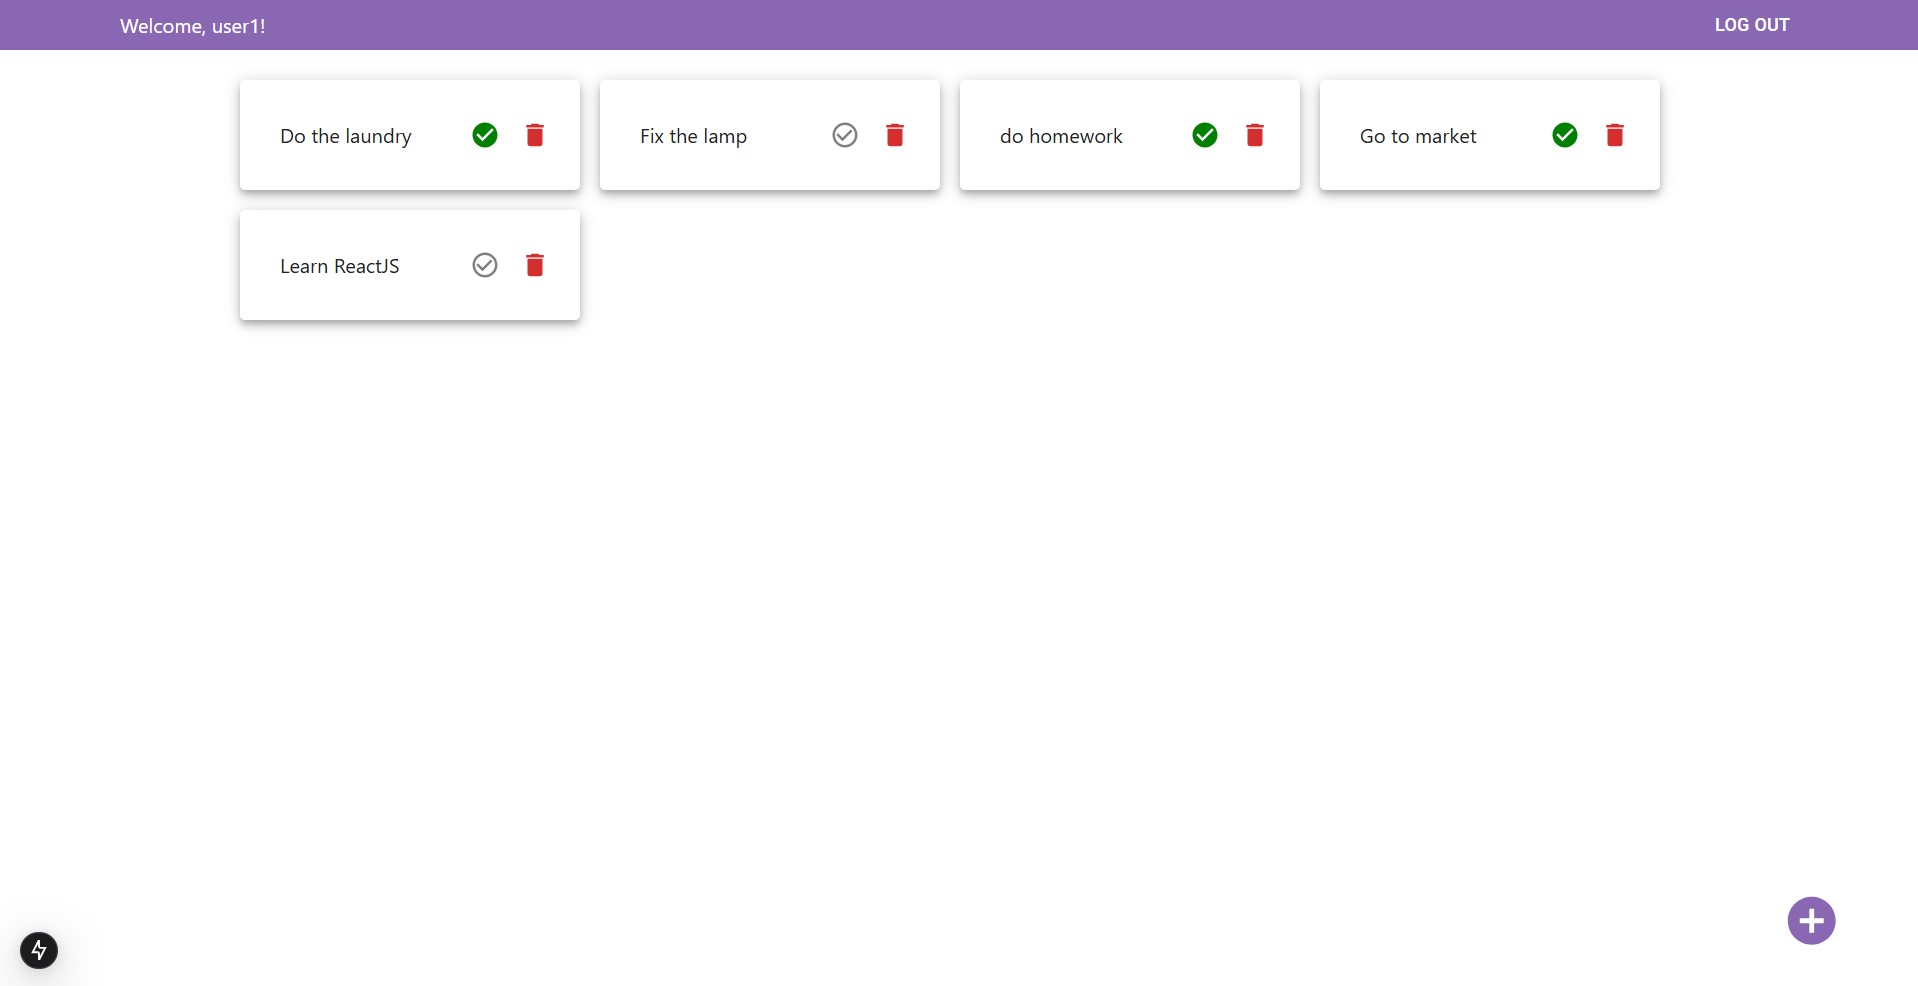 Welcome, user1!
LOG OUT
Do the laundry
Fix the lamp
do homework
Go to market
Learn ReactJS